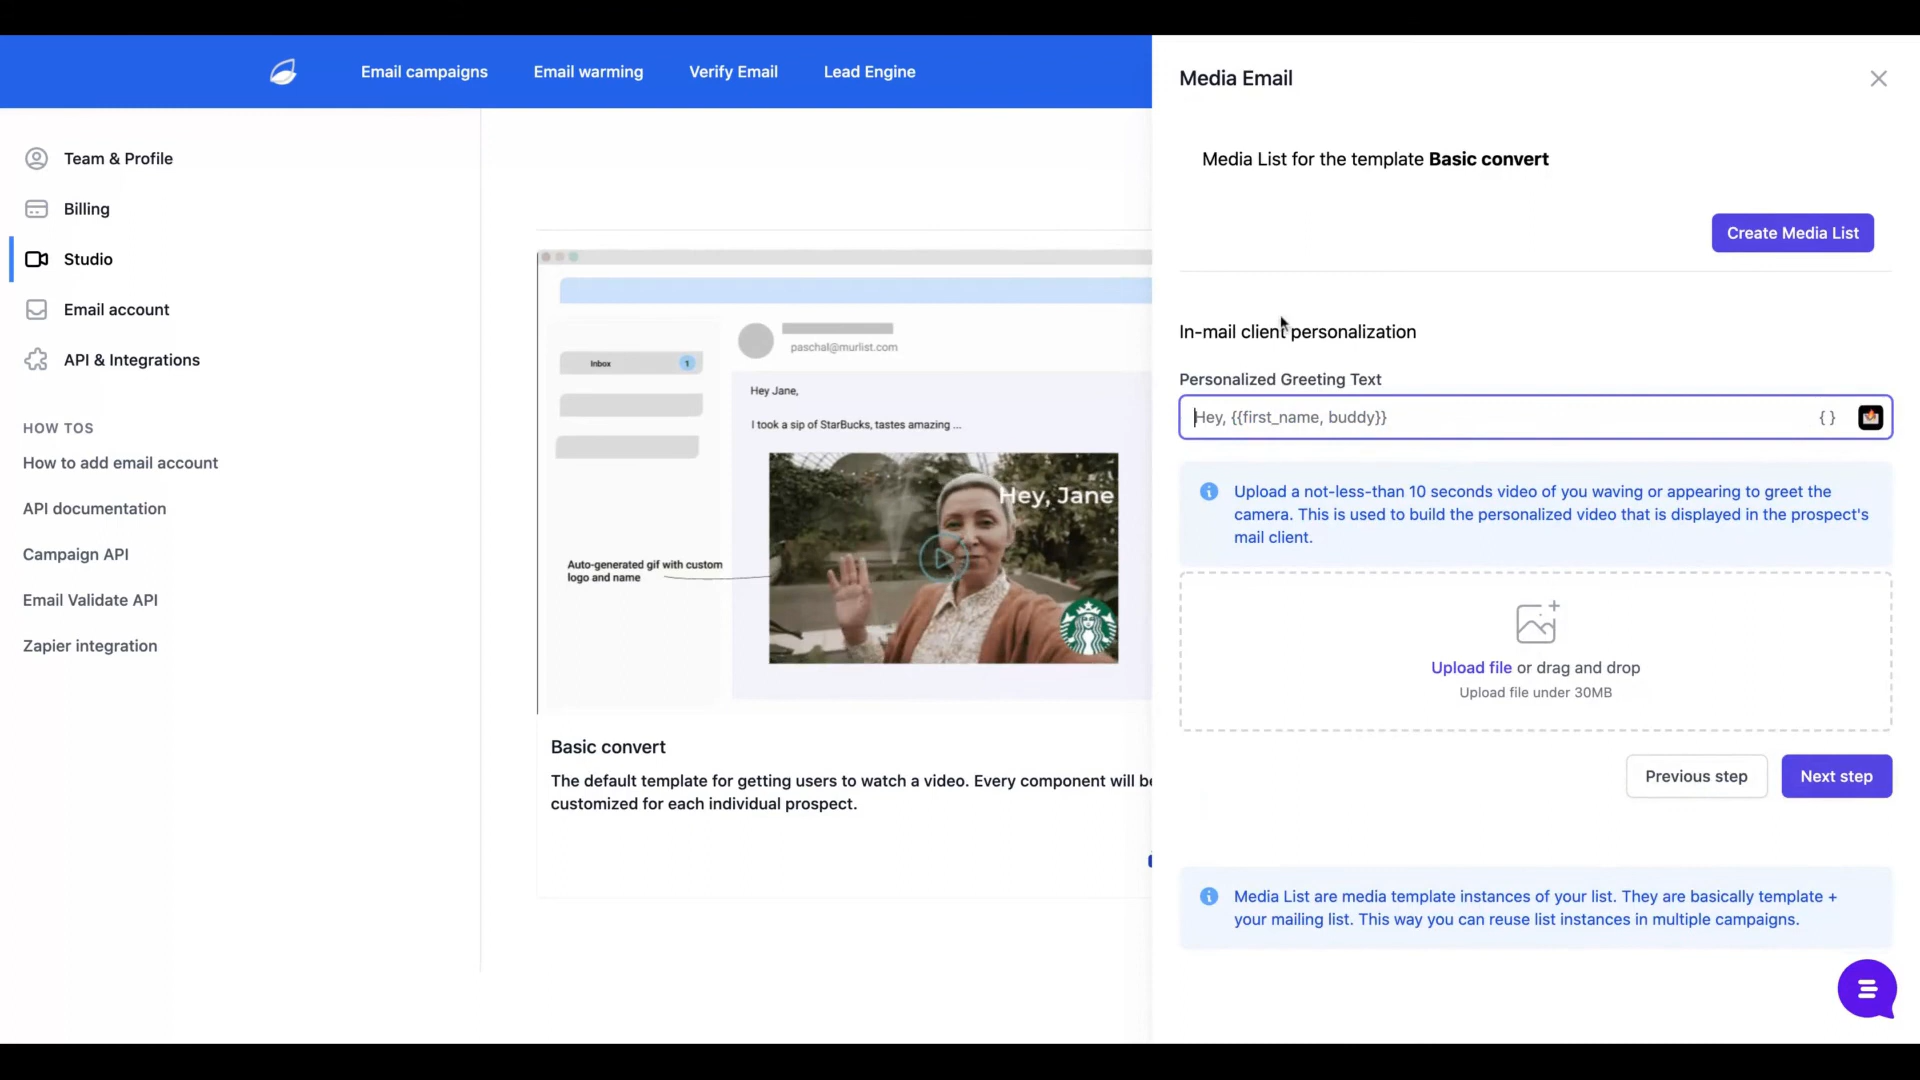 Email campaigns
Email warming
Verify Email
Lead Engine
Team & Profile
Billing
Studio
Email account
API & Integrations
HOW TOS
How to add email account
API documentation
Campaign API
Email Validate API
Zapier integration
Inbox
1
paschal@murlist.com
Hey Jane,
I took a sip of StarBucks, tastes amazing ...
Hey, Jane
Auto-generated gif with custom
logo and name
Basic convert
The default template for getting users to watch a video. Every component will be
customized for each individual prospect.
Media Email
Media List for the template Basic convert
Create Media List
In-mail client personalization
Personalized Greeting Text
Hey, {{first_name, buddy}}
{ }
Upload a not-less-than 10 seconds video of you waving or appearing to greet the
camera. This is used to build the personalized video that is displayed in the prospect's
mail client.
Upload file or drag and drop
Upload file under 30MB
Previous step
Next step
Media List are media template instances of your list. They are basically template +
your mailing list. This way you can reuse list instances in multiple campaigns.